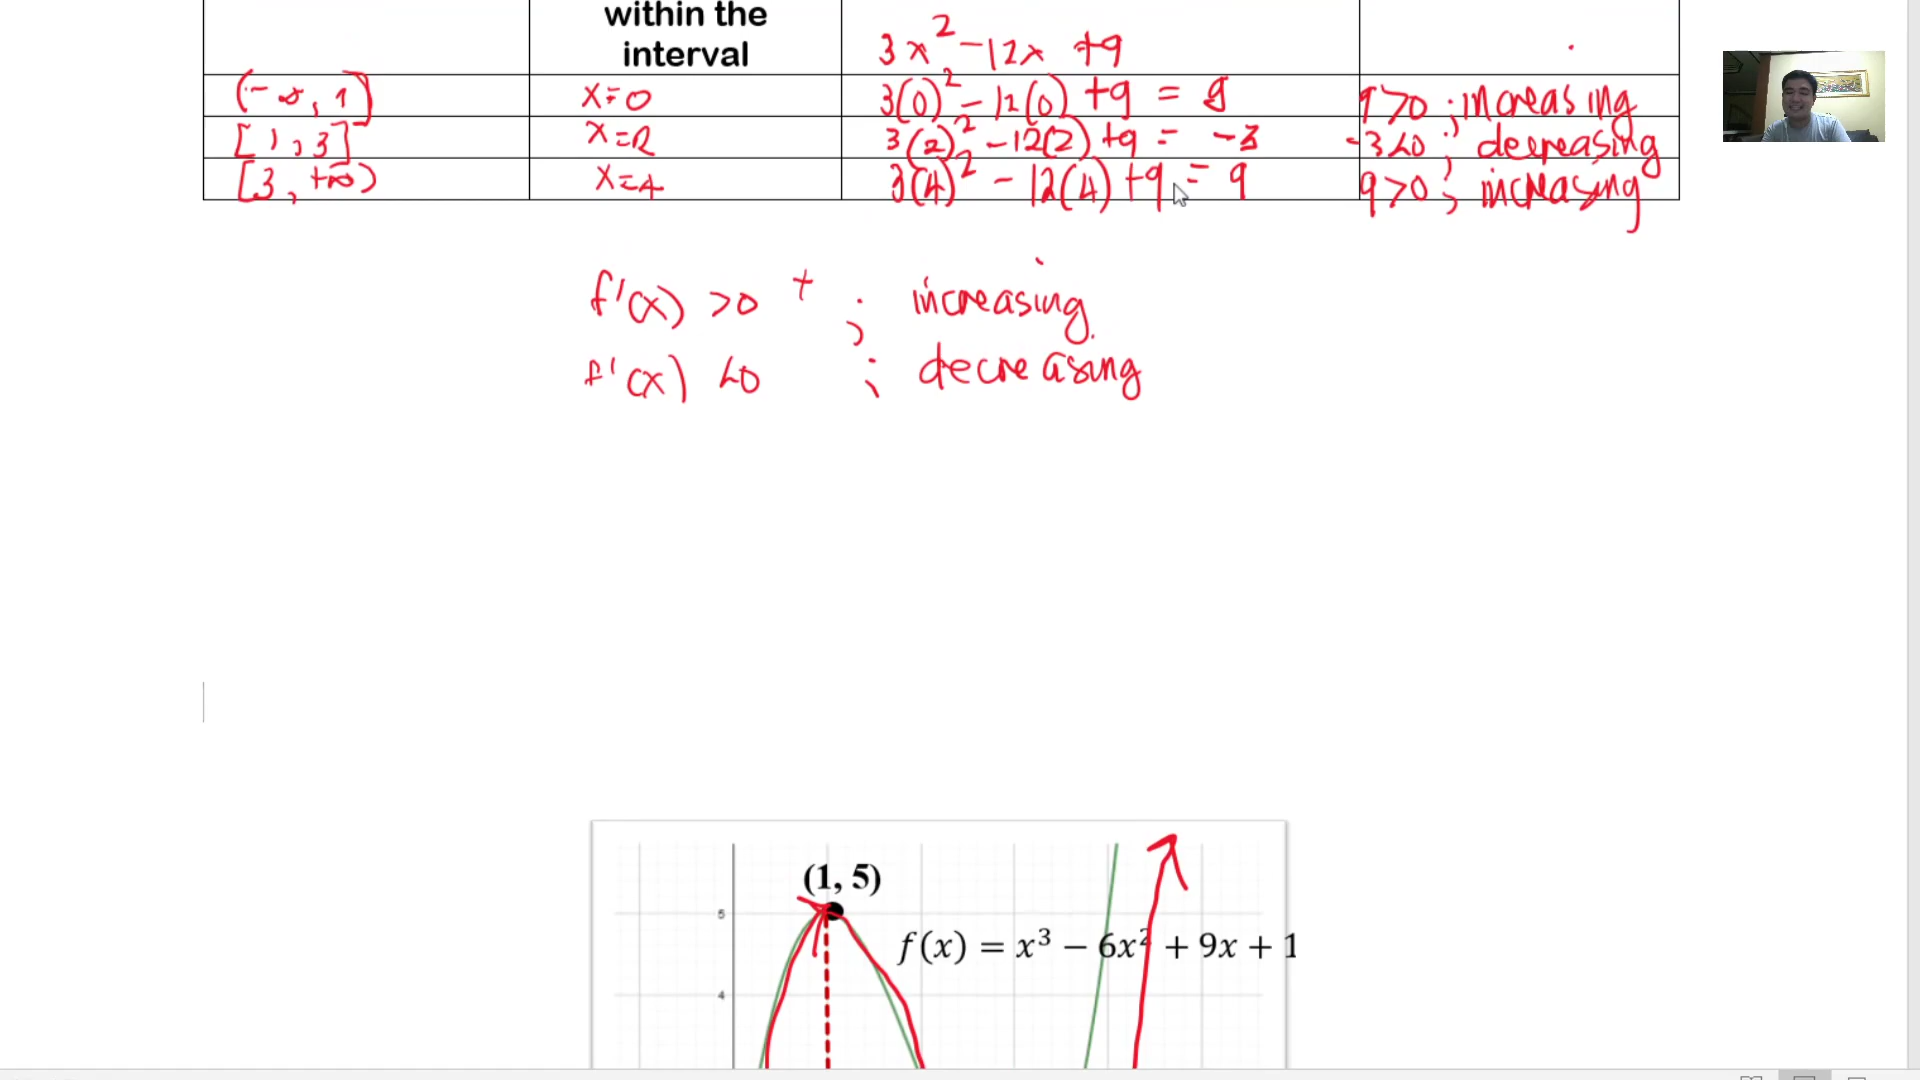 within the
interval
3x² -12x +9
(-∞, 1] x=0 3(0)² - 12(0) +9 = 9 9>0 ; increasing
[1, 3] x=2 3(2)² -12(2) +9 = -3 -3<0 ; decreasing
[3, +∞) x=4 3(4)² - 12(4) +9 = 9 9>0 ; increasing
f'(x) >0 + ; increasing
f'(x) <0 ; decreasing
(1, 5)
5
f(x) = x³ − 6x² + 9x + 1
4